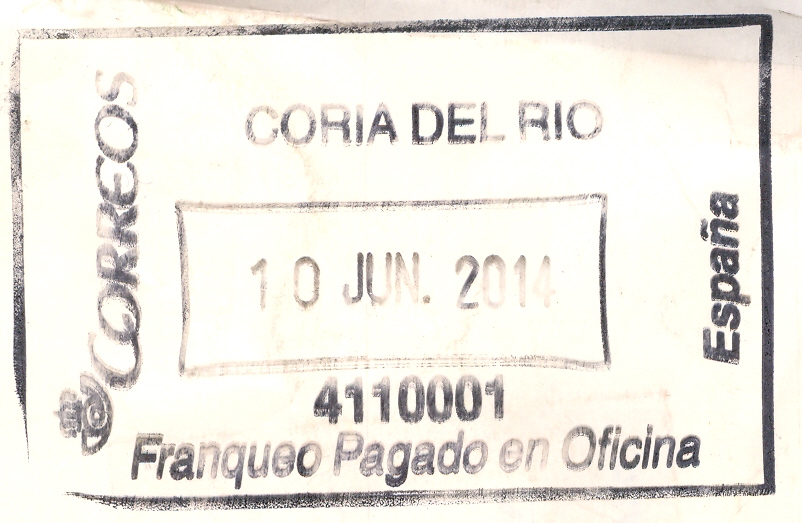 CORREOS
CORIA DEL RIO
10 JUN. 2014
4110001
Franqueo Pagado en Oficina
España